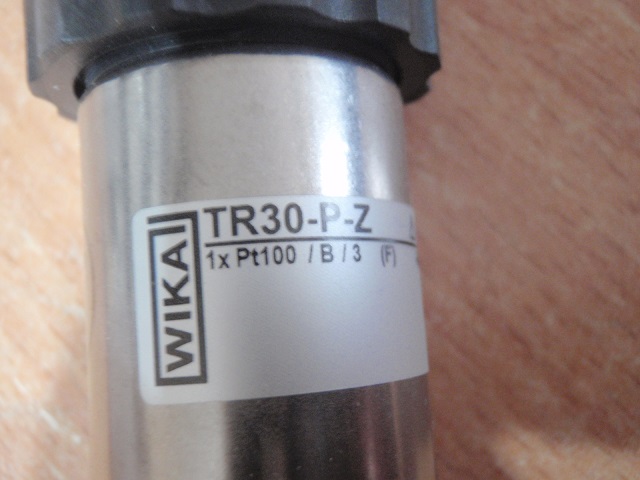 WIKA
TR30-P-Z
1x Pt100 / B / 3 (F)